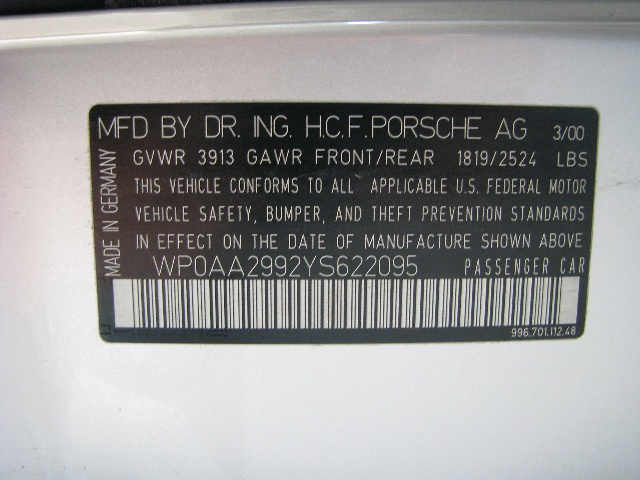 MFD BY DR. ING. H.C.F. PORSCHE AG 3/00
GVWR 3913 GAWR FRONT/REAR 1819/2524 LBS
THIS VEHICLE CONFORMS TO ALL APPLICABLE U.S. FEDERAL MOTOR
VEHICLE SAFETY, BUMPER, AND THEFT PREVENTION STANDARDS
IN EFFECT ON THE DATE OF MANUFACTURE SHOWN ABOVE
WP0AA2992YS622095 PASSENGER CAR
996.701.112.48
MADE IN GERMANY